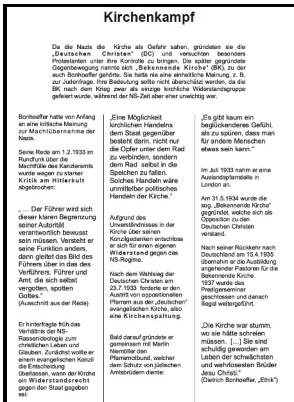 Kirchenkampf
Da die Nazis die Kirche als Gefahr sahen, gründeten sie die
„Deutschen Christen" (DC) und versuchten besonders
Protestanten unter ihre Kontrolle zu bringen. Die später gegründete
Gegenbewegung nannte sich „Bekennende Kirche" (BK), zu der
auch Bonhoeffer gehörte. Sie hatte nie eine einheitliche Meinung, z. B.
zur Judenfrage. Ihre Bedeutung sollte nicht überschätzt werden, da die
BK nach dem Krieg zwar als einzige kirchliche Widerstandsgruppe
gefeiert wurde, während der NS-Zeit aber eher unwichtig war.
Bonhoeffer hatte von Anfang
an eine kritische Meinung
zur Machtübernahme der
Nazis.
Seine Rede am 1.2.1933 im
Rundfunk über die
Machtfülle des Kanzleramts
wurde wegen zu starker
Kritik am Hitlerkult
abgebrochen:
„ … Der Führer wird sich
dieser klaren Begrenzung
seiner Autorität
verantwortlich bewusst
sein müssen. Versteht er
seine Funktion anders,
dann gleitet das Bild des
Führers über in das des
Verführers. Führer und
Amt, die sich selbst
vergotten, spotten
Gottes."
(Ausschnitt aus der Rede)
Er hinterfragte früh das
Verhältnis der NS-
Rassenideologie zum
christlichen Leben und
Glauben. Zunächst wollte er
einem evangelischen Konzil
die Entscheidung
überlassen, wann der Kirche
ein Widerstandsrecht
gegen den Staat gegeben
sei:
„Eine Möglichkeit
kirchlichen Handelns
dem Staat gegenüber
besteht darin, nicht nur
die Opfer unter dem Rad
zu verbinden, sondern
dem Rad selbst in die
Speichen zu fallen.
Solches Handeln wäre
unmittelbar politisches
Handeln der Kirche."
Aufgrund des
Unverständnisses in der
Kirche über seinen
Konzilgedanken entschloss
er sich für einen eigenen
Widerstand gegen das
NS-Regime.
Nach dem Wahlsieg der
Deutschen Christen am
23.7.1933 forderte er den
Austritt von oppositionellen
Pfarrern aus der „deutschen"
evangelischen Kirche, also
eine Kirchenspaltung.
Bald darauf gründete er
gemeinsam mit Martin
Niemöller den
Pfarrernotbund, welcher
dem Schutz von jüdischen
Amtsbrüdern diente:
„Es gibt kaum ein
beglückenderes Gefühl,
als zu spüren, dass man
für andere Menschen
etwas sein kann."
Im Juli 1933 nahm er eine
Auslandspfarrstelle in
London an.
Am 31.5.1934 wurde die
sog. „Bekennende Kirche"
gegründet, welche sich als
Opposition zu den
Deutschen Christen
verstand.
Nach seiner Rückkehr nach
Deutschland am 15.4.1935
übernahm er die Ausbildung
angehender Pastoren für die
Bekennende Kirche.
1937 wurde das
Predigerseminar
geschlossen und danach
illegal weitergeführt.
„Die Kirche war stumm,
wo sie hätte schreien
müssen. […] Sie sind
schuldig geworden am
Leben der schwächsten
und wehrlosesten Brüder
Jesu Christi."
(Dietrich Bonhoeffer, „Ethik")